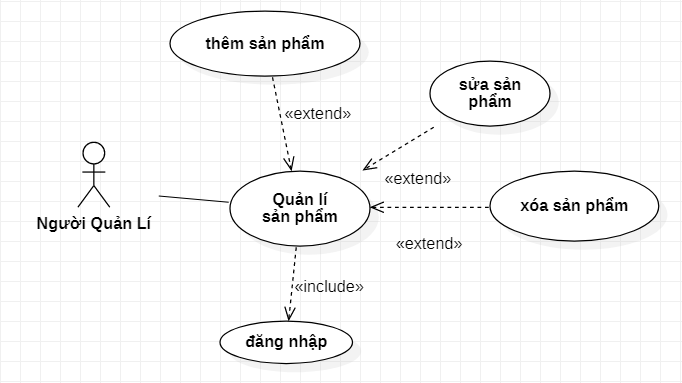 thêm sản phẩm
sửa sản
phẩm
«extend»
«extend»
Quản lí
sản phẩm
xóa sản phẩm
Người Quản Lí
«extend»
«include»
đăng nhập